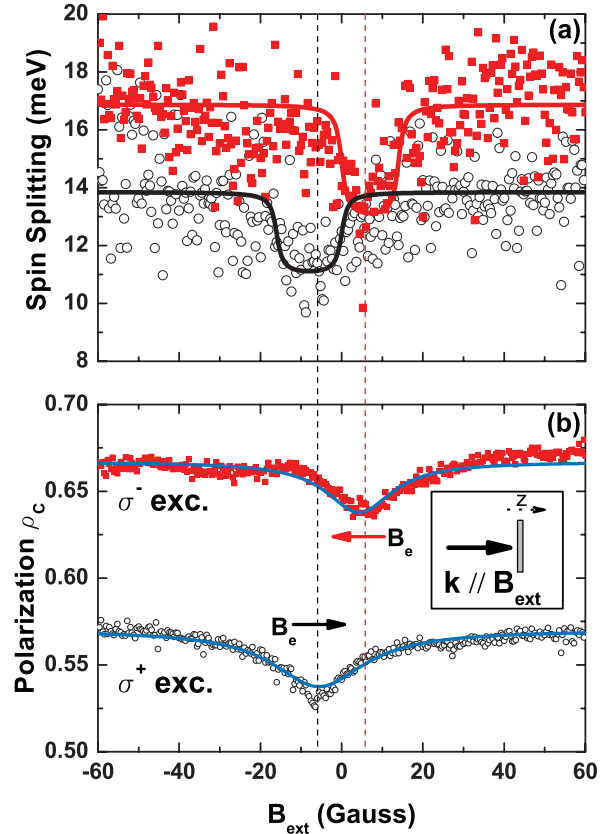 20
18
16
14
12
10
8
Spin Splitting (meV)
(a)
0.70
0.65
0.60
0.55
0.50
Polarization ρC
(b)
σ- exc.
Be
z
k // Bext
Be
σ+ exc.
-60 -40 -20 0 20 40 60
Bext (Gauss)